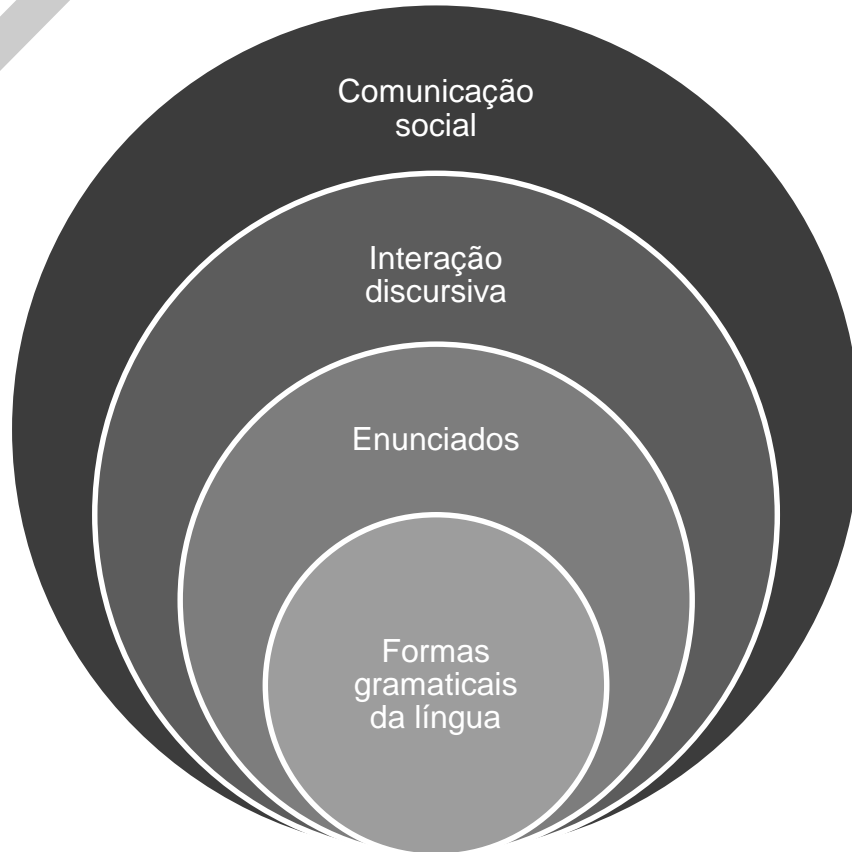 Comunicação
social
Interação
discursiva
Enunciados
Formas
gramaticais
da língua